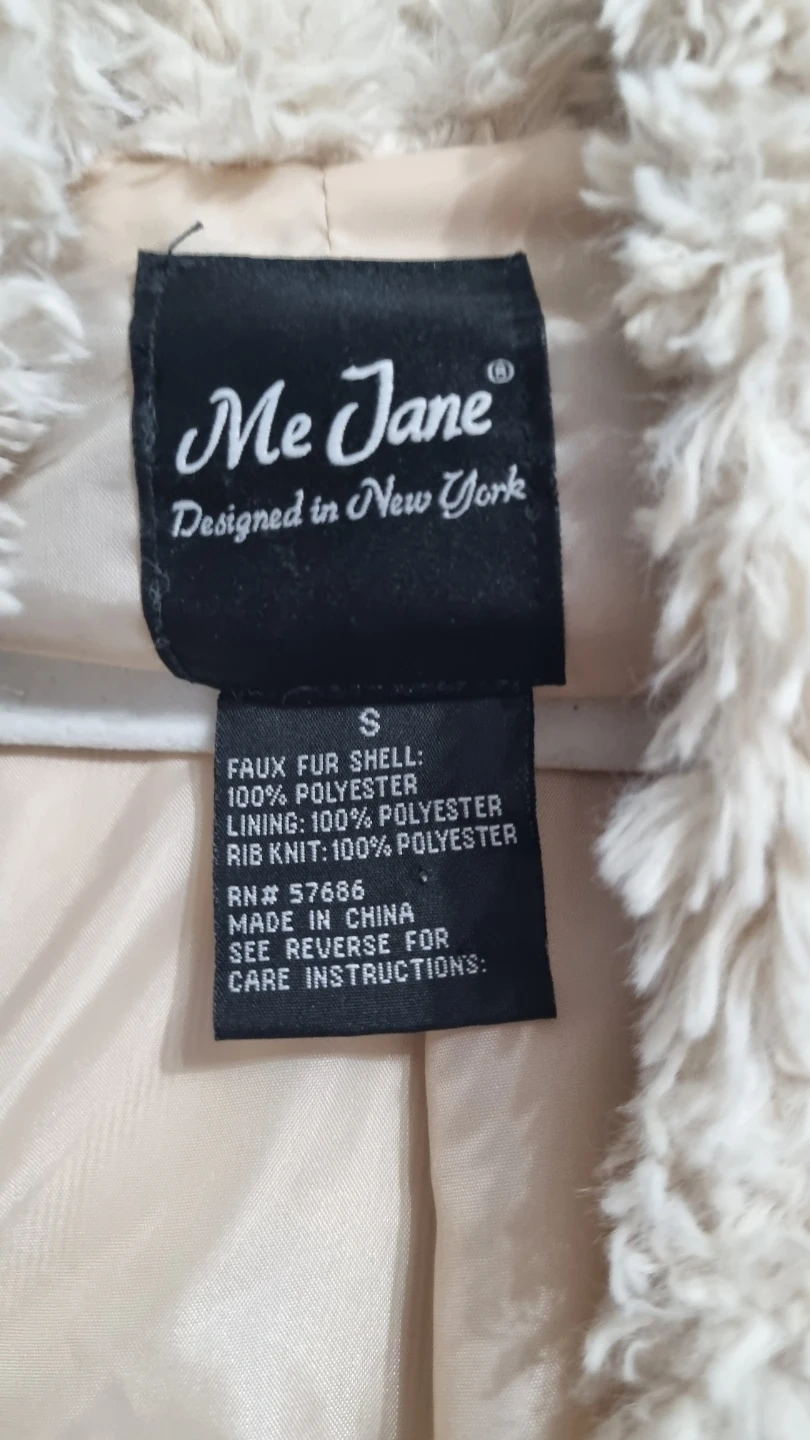 Me Jane®
Designed in New York
S
FAUX FUR SHELL:
100% POLYESTER
LINING: 100% POLYESTER
RIB KNIT: 100% POLYESTER
RN# 57686
MADE IN CHINA
SEE REVERSE FOR
CARE INSTRUCTIONS: